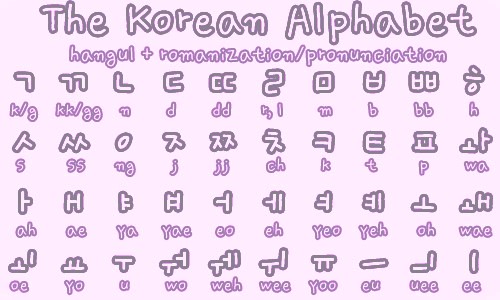 The Korean Alphabet
hangul + romanization/pronunciation
ㄱ ㄲ ㄴ ㄷ ㄸ ㄹ ㅁ ㅂ ㅃ ㅎ
k/g kk/gg n d dd r, l m b bb h
ㅅ ㅆ ㅇ ㅈ ㅉ ㅊ ㅋ ㅌ ㅍ ㅘ
s ss ng j jj ch k t p wa
ㅏ ㅐ ㅑ ㅒ ㅓ ㅔ ㅕ ㅖ ㅗ ㅙ
ah ae ya yae eo eh yeo yeh oh wae
ㅚ ㅛ ㅜ ㅝ ㅞ ㅟ ㅠ ㅡ ㅢ ㅣ
oe yo u wo weh wee yoo eu uee ee